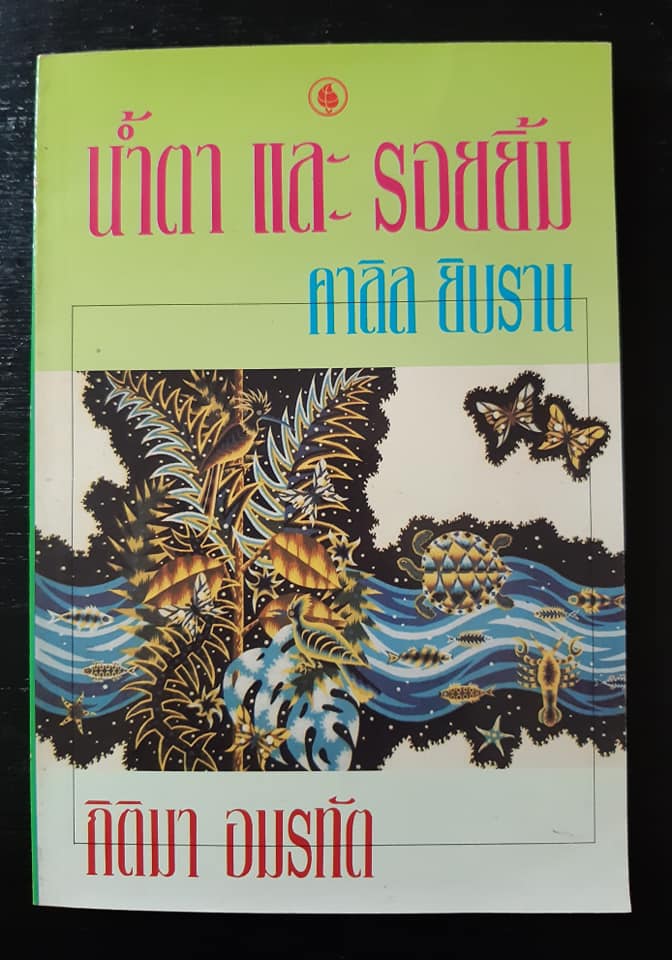 น้ำตา และ รอยยิ้ม
คาลิล ยิบราน
กิติมา อมรทัต